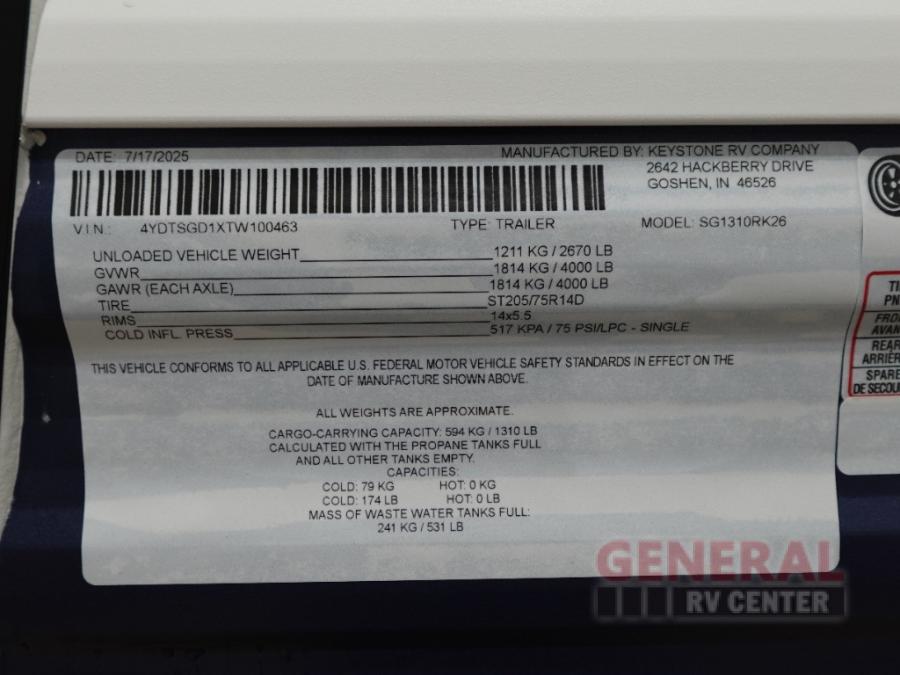 DATE: 7/17/2025
MANUFACTURED BY: KEYSTONE RV COMPANY
2642 HACKBERRY DRIVE
GOSHEN, IN 46526
V I N : 4YDTSGD1XTW100463 TYPE: TRAILER MODEL: SG1310RK26
UNLOADED VEHICLE WEIGHT 1211 KG / 2670 LB
GVWR 1814 KG / 4000 LB
GAWR (EACH AXLE) 1814 KG / 4000 LB
TIRE ST205/75R14D
RIMS 14x5.5
COLD INFL. PRESS 517 KPA / 75 PSI/LPC - SINGLE
THIS VEHICLE CONFORMS TO ALL APPLICABLE U.S. FEDERAL MOTOR VEHICLE SAFETY STANDARDS IN EFFECT ON THE
DATE OF MANUFACTURE SHOWN ABOVE.
ALL WEIGHTS ARE APPROXIMATE.
CARGO-CARRYING CAPACITY: 594 KG / 1310 LB
CALCULATED WITH THE PROPANE TANKS FULL
AND ALL OTHER TANKS EMPTY.
CAPACITIES:
COLD: 79 KG HOT: 0 KG
COLD: 174 LB HOT: 0 LB
MASS OF WASTE WATER TANKS FULL:
241 KG / 531 LB
TI
PN
FRO
AVAN
REAR
ARRIÈR
SPARE
DE SECOU
GENERAL
RV CENTER